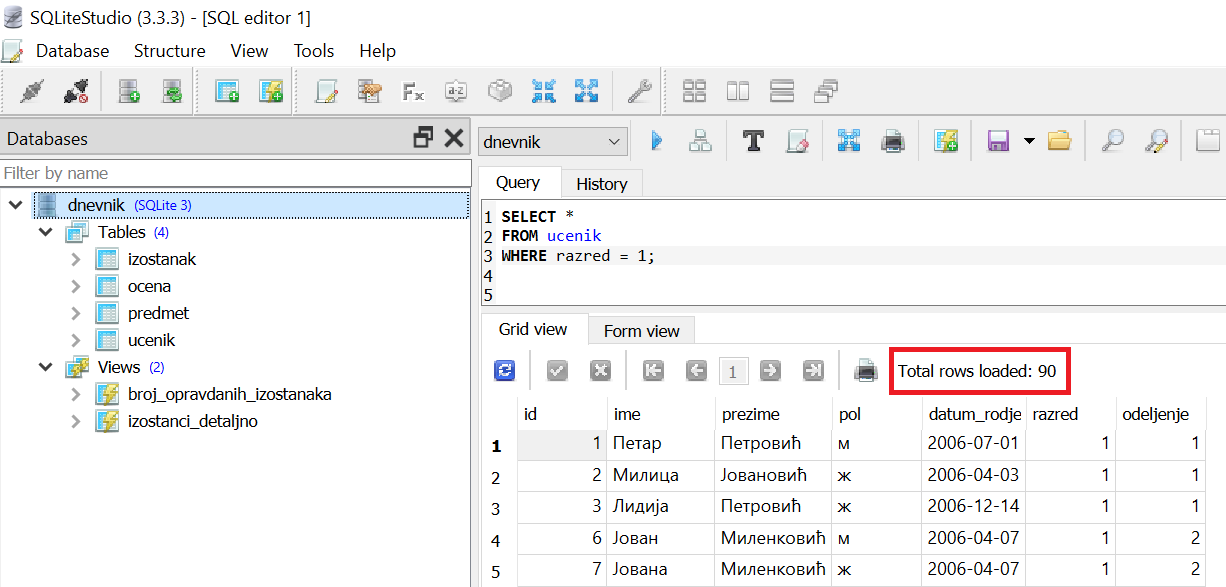 SQLiteStudio (3.3.3) - [SQL editor 1]
Database Structure View Tools Help
Databases
Filter by name
dnevnik (SQLite 3)
Tables (4)
izostanak
ocena
predmet
ucenik
Views (2)
broj_opravdanih_izostanaka
izostanci_detaljno
dnevnik
Query History
1 SELECT *
2 FROM ucenik
3 WHERE razred = 1;
4
5
Grid view Form view
1 Total rows loaded: 90
id ime prezime pol datum_rodje razred odeljenje
1 1 Петар Петровић м 2006-07-01 1 1
2 2 Милица Јовановић ж 2006-04-03 1 1
3 3 Лидија Петровић ж 2006-12-14 1 1
4 6 Јован Миленковић м 2006-04-07 1 2
5 7 Јована Миленковић ж 2006-04-07 1 2